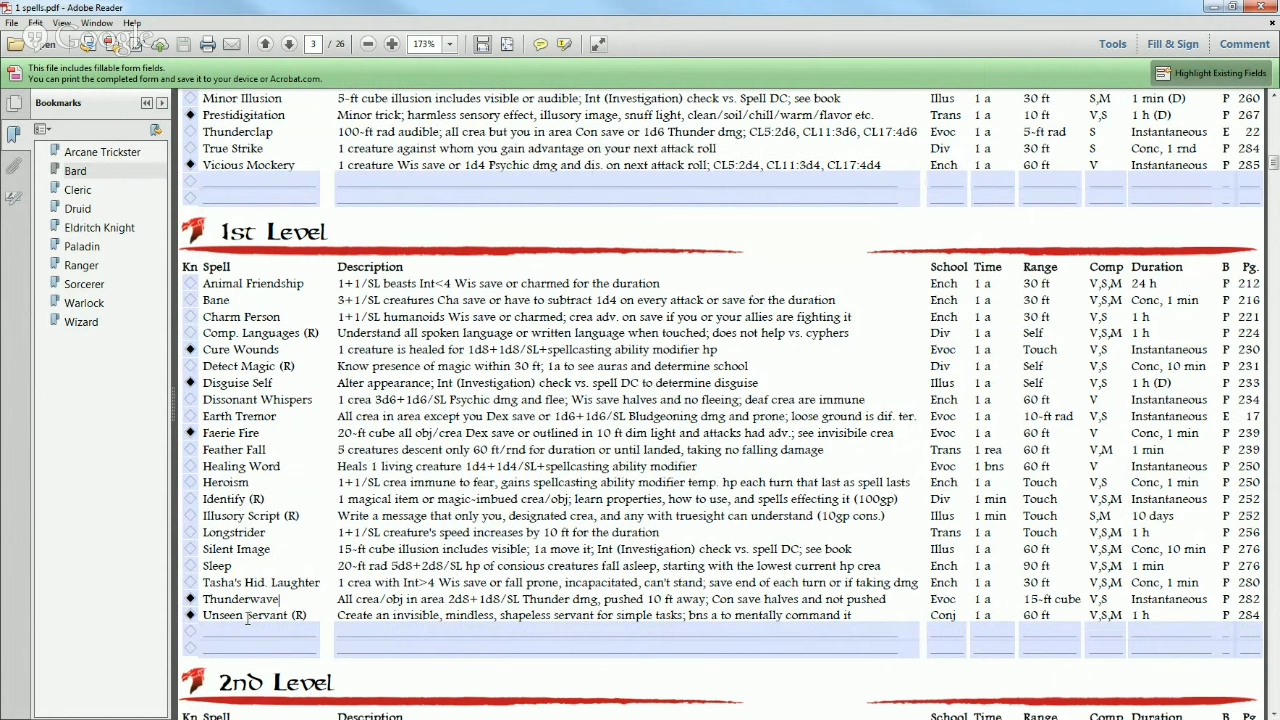 1 spells.pdf - Adobe Reader
File Edit View Window Help
Google
3 / 26 173% Tools Fill & Sign Comment
This file includes fillable form fields.
You can print the completed form and save it to your device or Acrobat.com.
Highlight Existing Fields
Bookmarks
Arcane Trickster
Bard
Cleric
Druid
Eldritch Knight
Paladin
Ranger
Sorcerer
Warlock
Wizard
Minor Illusion 5-ft cube illusion includes visible or audible; Int (Investigation) check vs. Spell DC; see book Illus 1 a 30 ft S,M 1 min (D) P 260
Prestidigitation Minor trick; harmless sensory effect, illusory image, snuff light, clean/soil/chill/warm/flavor etc. Trans 1 a 10 ft V,S 1 h (D) P 267
Thunderclap 100-ft rad audible; all crea but you in area Con save or 1d6 Thunder dmg; CL5:2d6, CL11:3d6, CL17:4d6 Evoc 1 a 5-ft rad S Instantaneous E 22
True Strike 1 creature against whom you gain advantage on your next attack roll Div 1 a 30 ft S Conc, 1 rnd P 284
Vicious Mockery 1 creature Wis save or 1d4 Psychic dmg and dis. on next attack roll; CL5:2d4, CL11:3d4, CL17:4d4 Ench 1 a 60 ft V Instantaneous P 285
1st Level
Kn Spell Description School Time Range Comp Duration B Pg.
Animal Friendship 1+1/SL beasts Int<4 Wis save or charmed for the duration Ench 1 a 30 ft V,S,M 24 h P 212
Bane 3+1/SL creatures Cha save or have to subtract 1d4 on every attack or save for the duration Ench 1 a 30 ft V,S,M Conc, 1 min P 216
Charm Person 1+1/SL humanoids Wis save or charmed; crea adv. on save if you or your allies are fighting it Ench 1 a 30 ft V,S 1 h P 221
Comp. Languages (R) Understand all spoken language or written language when touched; does not help vs. cyphers Div 1 a Self V,S,M 1 h P 224
Cure Wounds 1 creature is healed for 1d8+1d8/SL+spellcasting ability modifier hp Evoc 1 a Touch V,S Instantaneous P 230
Detect Magic (R) Know presence of magic within 30 ft; 1a to see auras and determine school Div 1 a Self V,S Conc, 10 min P 231
Disguise Self Alter appearance; Int (Investigation) check vs. spell DC to determine disguise Illus 1 a Self V,S 1 h (D) P 233
Dissonant Whispers 1 crea 3d6+1d6/SL Psychic dmg and flee; Wis save halves and no fleeing; deaf crea are immune Ench 1 a 60 ft V Instantaneous P 234
Earth Tremor All crea in area except you Dex save or 1d6+1d6/SL Bludgeoning dmg and prone; loose ground is dif. ter. Evoc 1 a 10-ft rad V,S Instantaneous E 17
Faerie Fire 20-ft cube all obj/crea Dex save or outlined in 10 ft dim light and attacks had adv.; see invisibile crea Evoc 1 a 60 ft V Conc, 1 min P 239
Feather Fall 5 creatures descent only 60 ft/rnd for duration or until landed, taking no falling damage Trans 1 rea 60 ft V,M 1 min P 239
Healing Word Heals 1 living creature 1d4+1d4/SL+spellcasting ability modifier Evoc 1 bns 60 ft V Instantaneous P 250
Heroism 1+1/SL crea immune to fear, gains spellcasting ability modifier temp. hp each turn that last as spell lasts Ench 1 a Touch V,S Conc, 1 min P 250
Identify (R) 1 magical item or magic-imbued crea/obj; learn properties, how to use, and spells effecting it (100gp) Div 1 min Touch V,S,M Instantaneous P 252
Illusory Script (R) Write a message that only you, designated crea, and any with truesight can understand (10gp cons.) Illus 1 min Touch S,M 10 days P 252
Longstrider 1+1/SL creature's speed increases by 10 ft for the duration Trans 1 a Touch V,S,M 1 h P 256
Silent Image 15-ft cube illusion includes visible; 1a move it; Int (Investigation) check vs. spell DC; see book Illus 1 a 60 ft V,S,M Conc, 10 min P 276
Sleep 20-ft rad 5d8+2d8/SL hp of consious creatures fall asleep, starting with the lowest current hp crea Ench 1 a 90 ft V,S,M 1 min P 276
Tasha's Hid. Laughter 1 crea with Int>4 Wis save or fall prone, incapacitated, can't stand; save end of each turn or if taking dmg Ench 1 a 30 ft V,S,M Conc, 1 min P 280
Thunderwave All crea/obj in area 2d8+1d8/SL Thunder dmg, pushed 10 ft away; Con save halves and not pushed Evoc 1 a 15-ft cube V,S Instantaneous P 282
Unseen Servant (R) Create an invisible, mindless, shapeless servant for simple tasks; bns a to mentally command it Conj 1 a 60 ft V,S,M 1 h P 284
2nd Level
Kn Spell Description School Time Range Comp Duration B Pg.